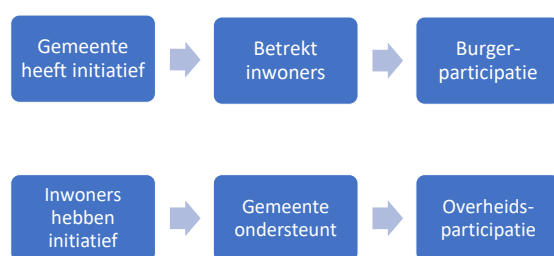 Gemeente
heeft initiatief
Betrekt
inwoners
Burger-
participatie
Inwoners
hebben
initiatief
Gemeente
ondersteunt
Overheids-
participatie